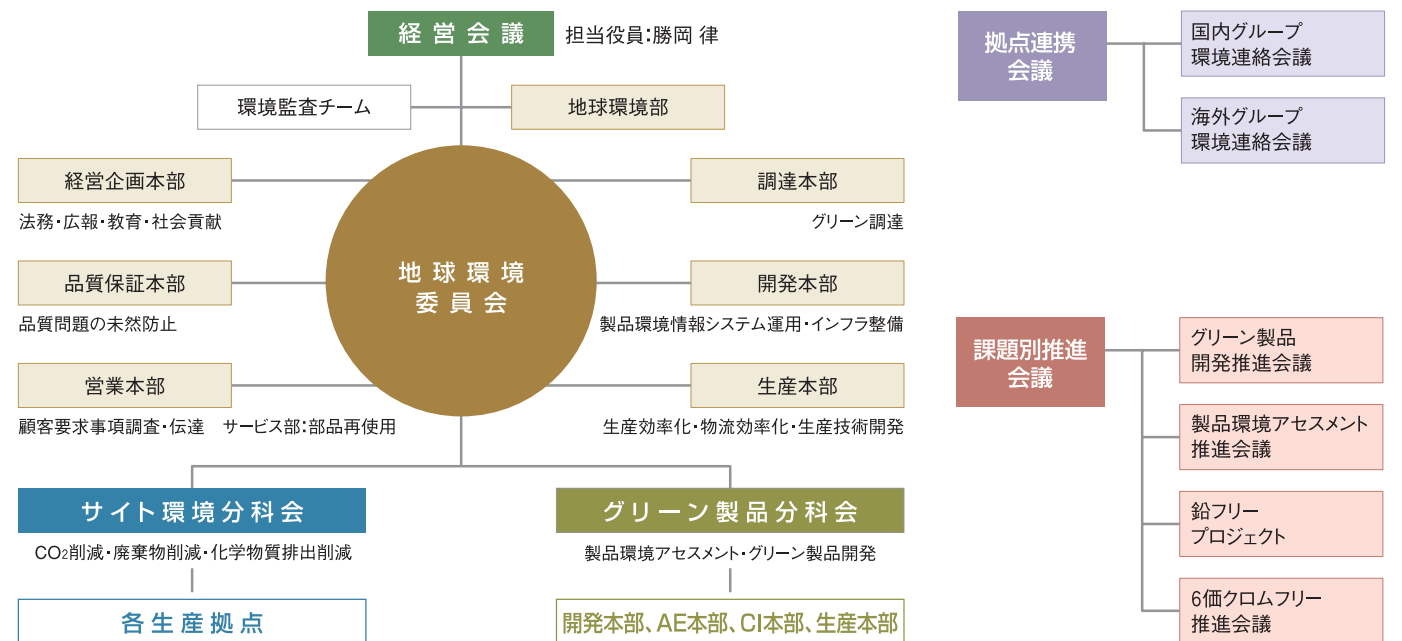 経営会議
担当役員:勝岡 律
環境監査チーム
地球環境部
経営企画本部
法務・広報・教育・社会貢献
品質保証本部
品質問題の未然防止
営業本部
顧客要求事項調査・伝達 サービス部:部品再使用
地球環境
委員会
調達本部
グリーン調達
開発本部
製品環境情報システム運用・インフラ整備
生産本部
生産効率化・物流効率化・生産技術開発
サイト環境分科会
CO2削減・廃棄物削減・化学物質排出削減
各生産拠点
グリーン製品分科会
製品環境アセスメント・グリーン製品開発
開発本部、AE本部、CI本部、生産本部
拠点連携
会議
国内グループ
環境連絡会議
海外グループ
環境連絡会議
課題別推進
会議
グリーン製品
開発推進会議
製品環境アセスメント
推進会議
鉛フリー
プロジェクト
6価クロムフリー
推進会議